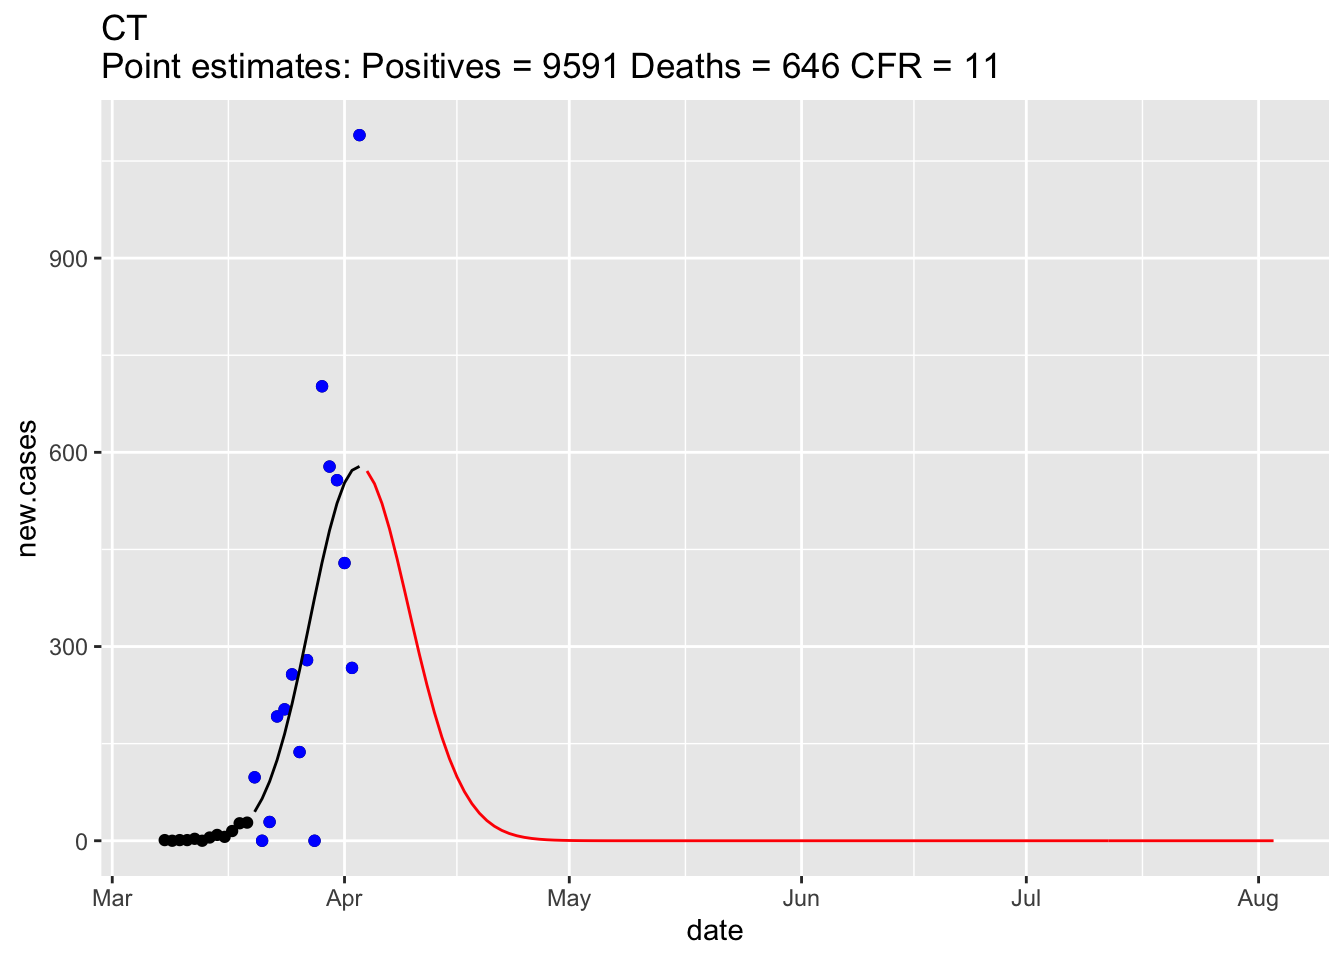 CT
Point estimates: Positives = 9591 Deaths = 646 CFR = 11
900
600
300
0
new.cases
Mar Apr May Jun Jul Aug
date